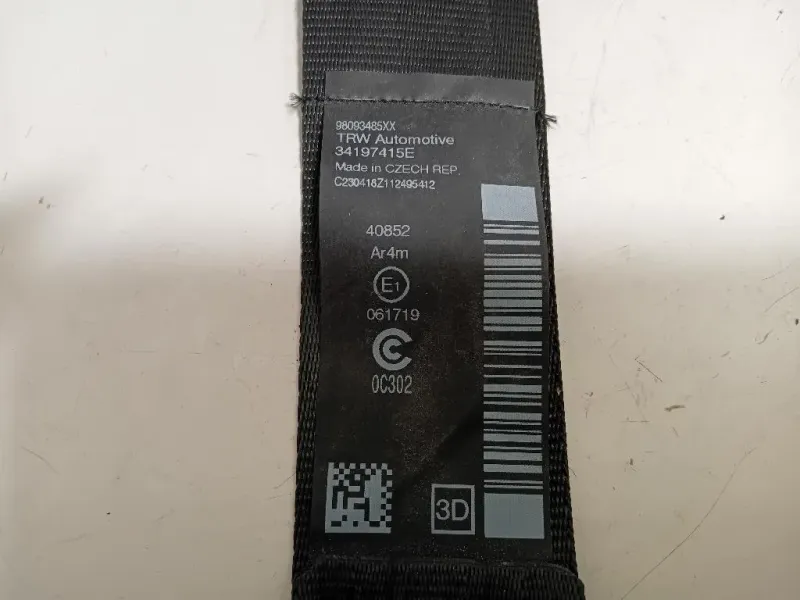 98093485XX
TRW Automotive
34197415E
Made in CZECH REP.
C230418Z112495412
40852
Ar4m
E1
061719
0C302
3D